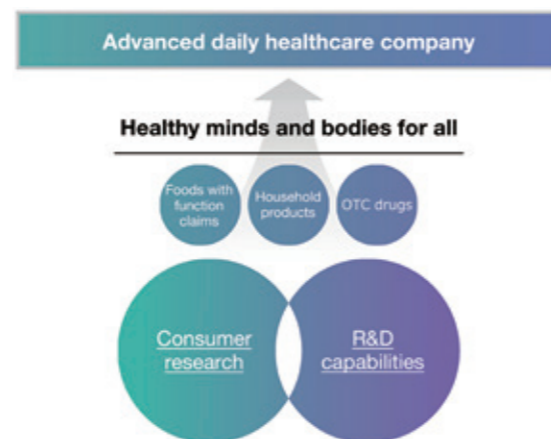 Advanced daily healthcare company
Healthy minds and bodies for all
Foods with
function
claims
Household
products
OTC drugs
Consumer
research
R&D
capabilities